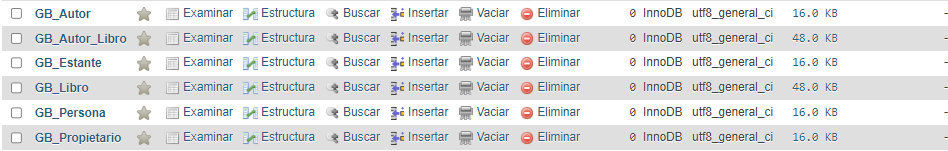 GB_Autor Examinar Estructura Buscar Insertar Vaciar Eliminar 0 InnoDB utf8_general_ci 16.0 KB -
GB_Autor_Libro Examinar Estructura Buscar Insertar Vaciar Eliminar 0 InnoDB utf8_general_ci 48.0 KB -
GB_Estante Examinar Estructura Buscar Insertar Vaciar Eliminar 0 InnoDB utf8_general_ci 16.0 KB -
GB_Libro Examinar Estructura Buscar Insertar Vaciar Eliminar 0 InnoDB utf8_general_ci 48.0 KB -
GB_Persona Examinar Estructura Buscar Insertar Vaciar Eliminar 0 InnoDB utf8_general_ci 16.0 KB -
GB_Propietario Examinar Estructura Buscar Insertar Vaciar Eliminar 0 InnoDB utf8_general_ci 16.0 KB -